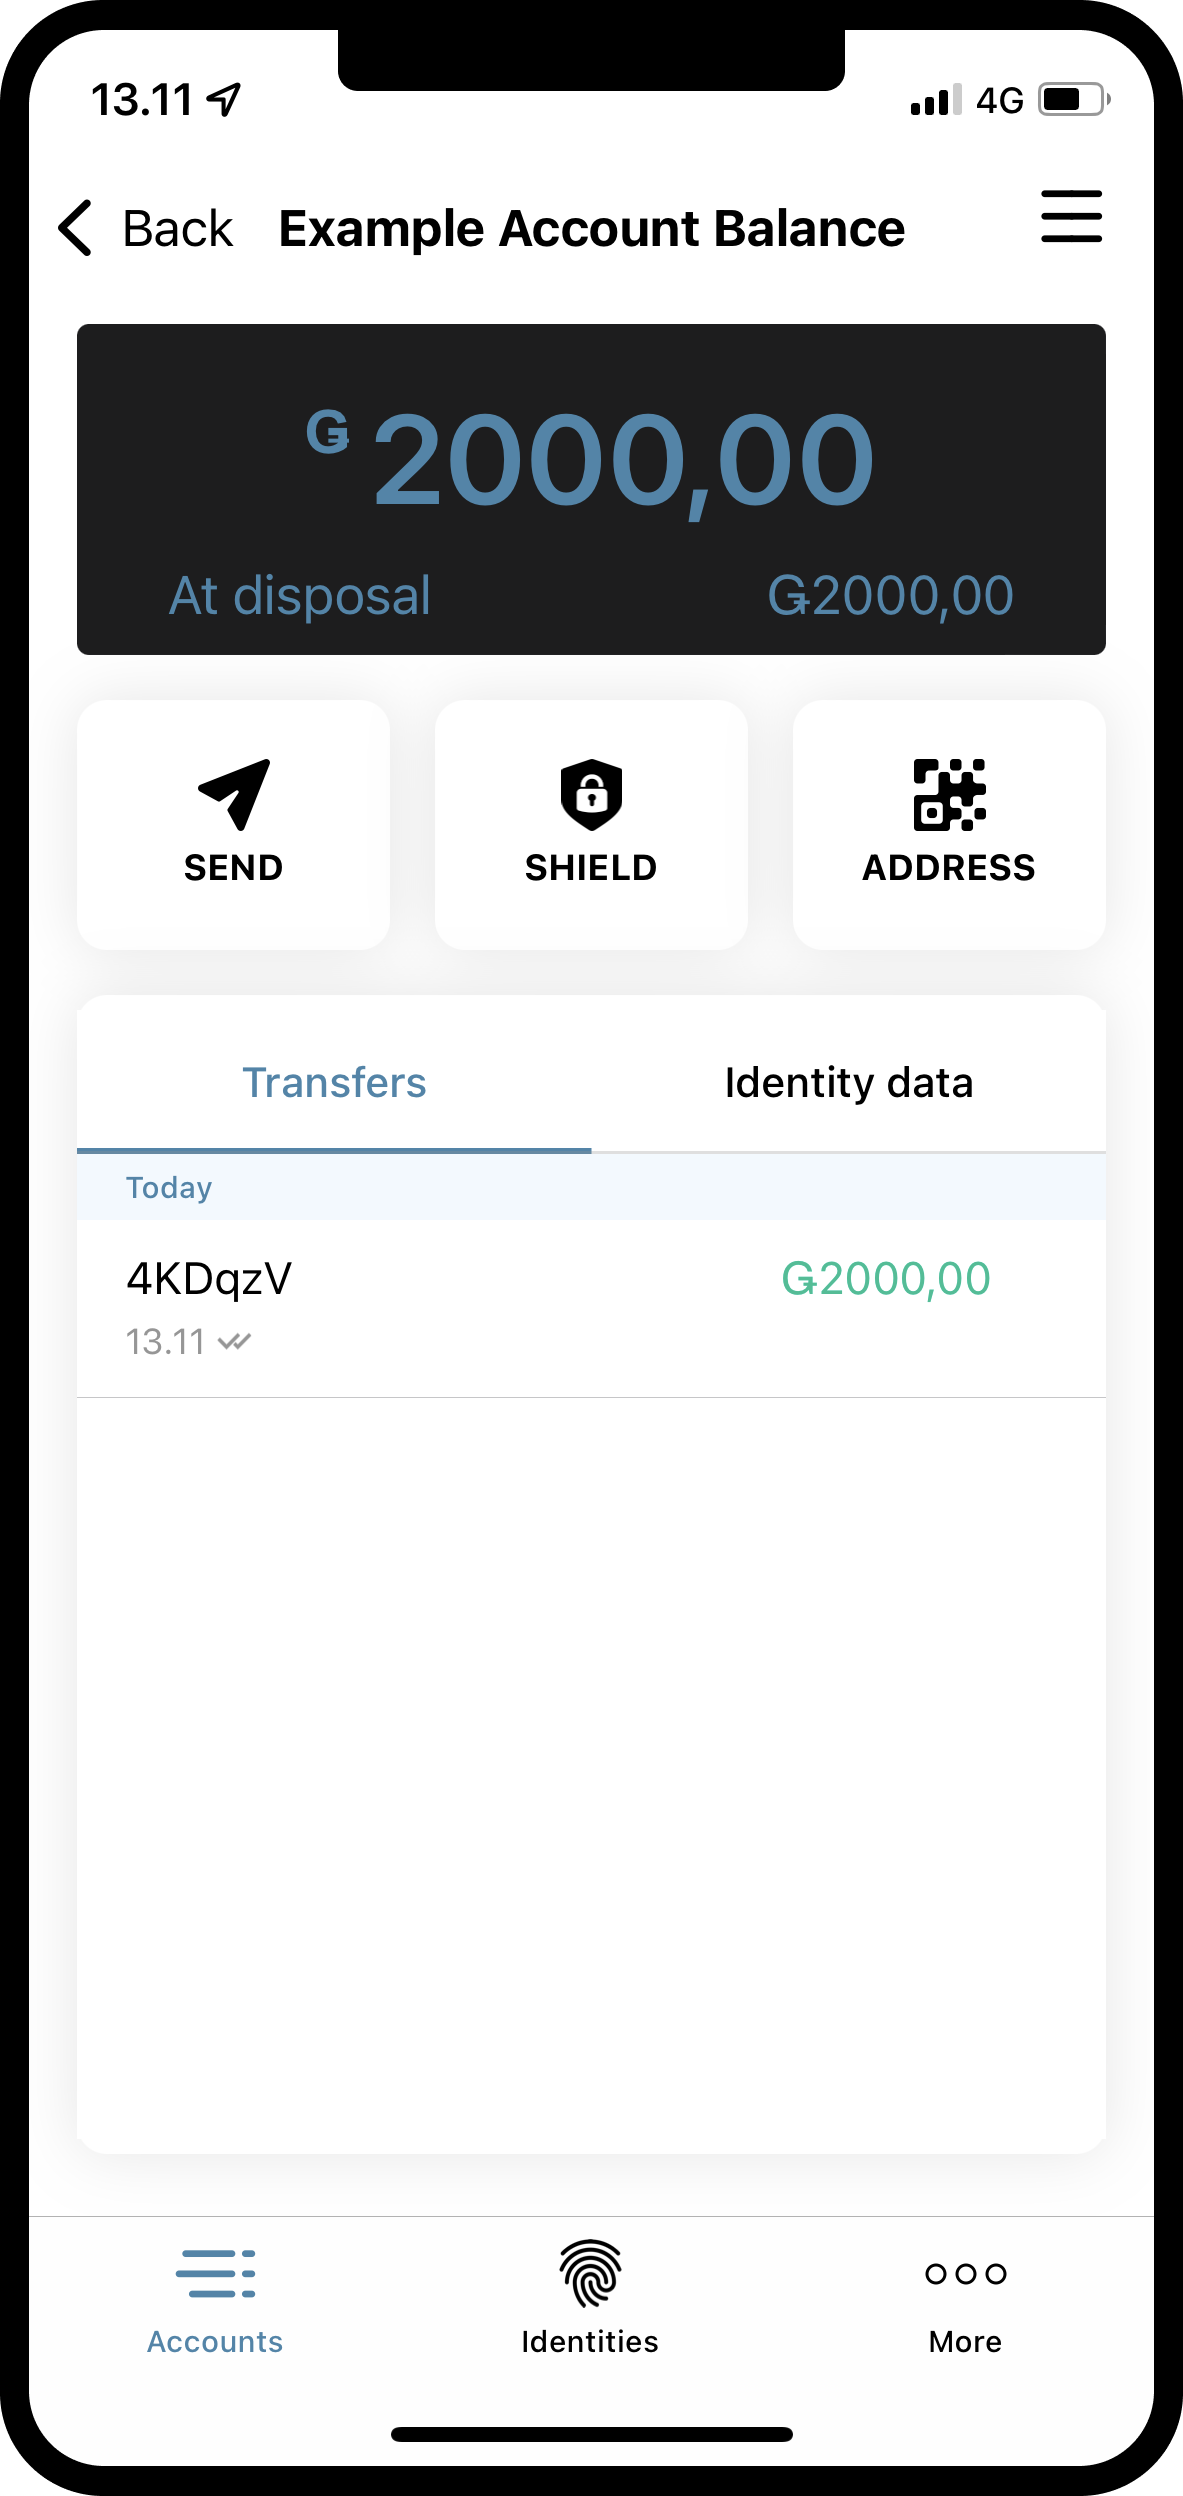 13.11 4G
Back Example Account Balance
Ǥ 2000,00
At disposal Ǥ2000,00
SEND SHIELD ADDRESS
Transfers Identity data
Today
4KDqzV Ǥ2000,00
13.11
Accounts Identities More